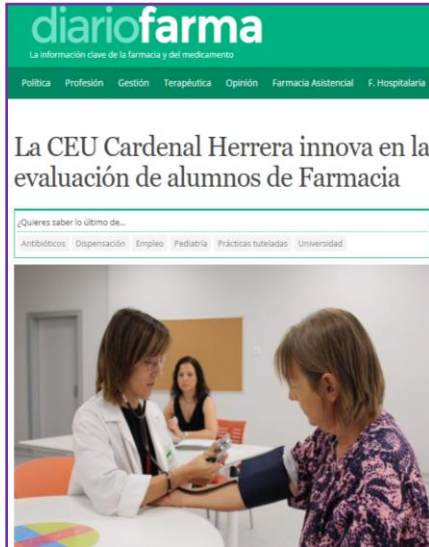 diariofarma
La información clave de la farmacia y del medicamento
Política Profesión Gestión Terapéutica Opinión Farmacia Asistencial F. Hospitalaria
La CEU Cardenal Herrera innova en la
evaluación de alumnos de Farmacia
¿Quieres saber lo último de...
Antibióticos Dispensación Empleo Pediatría Prácticas tuteladas Universidad